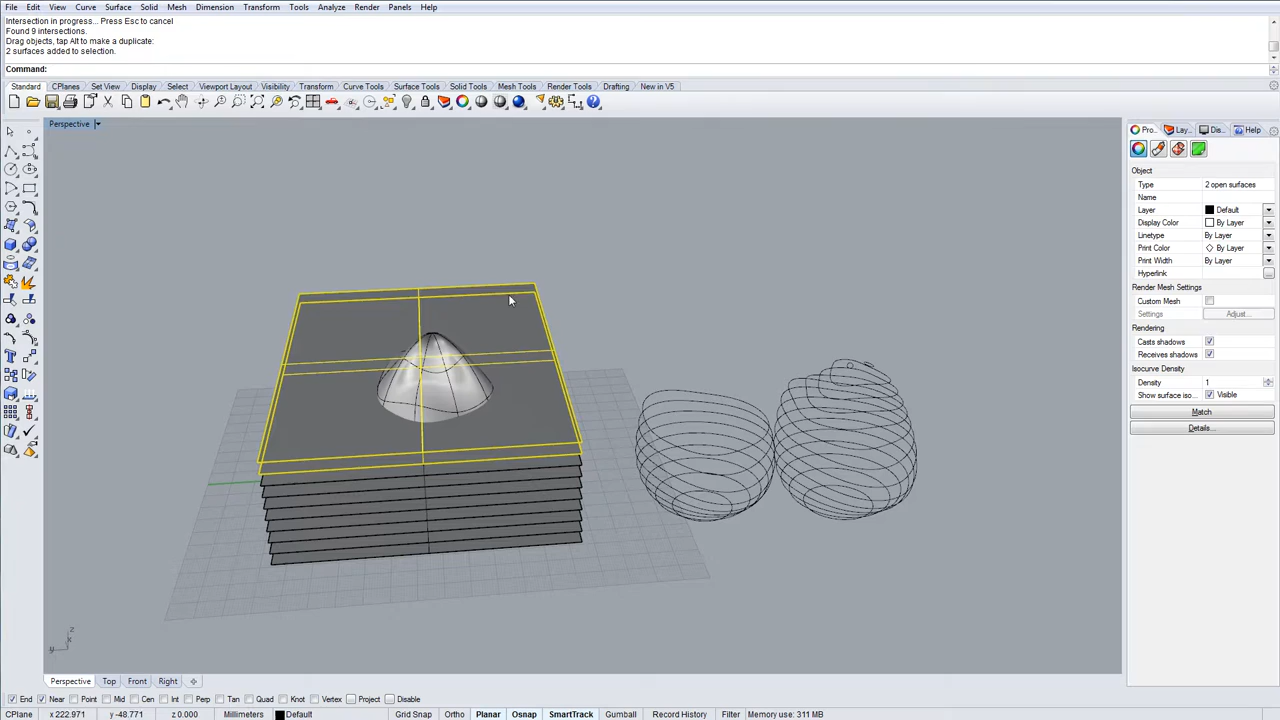 File Edit View Curve Surface Solid Mesh Dimension Transform Tools Analyze Render Panels Help
Intersection in progress... Press Esc to cancel
Found 9 intersections.
Drag objects, tap Alt to make a duplicate:
2 surfaces added to selection.
Command:
Standard CPlanes Set View Display Select Viewport Layout Visibility Transform Curve Tools Surface Tools Solid Tools Mesh Tools Render Tools Drafting New in V5
Perspective
Pro... Lay... Dis... Help
Object
Type 2 open surfaces
Name
Layer Default
Display Color By Layer
Linetype By Layer
Print Color By Layer
Print Width By Layer
Hyperlink ...
Render Mesh Settings
Custom Mesh
Settings Adjust...
Rendering
Casts shadows
Receives shadows
Isocurve Density
Density 1
Show surface iso... Visible
Match
Details...
z
x
y
Perspective Top Front Right
End Near Point Mid Cen Int Perp Tan Quad Knot Vertex Project Disable
CPlane x 222.971 y -48.771 z 0.000 Millimeters Default Grid Snap Ortho Planar Osnap SmartTrack Gumball Record History Filter Memory use: 311 MB